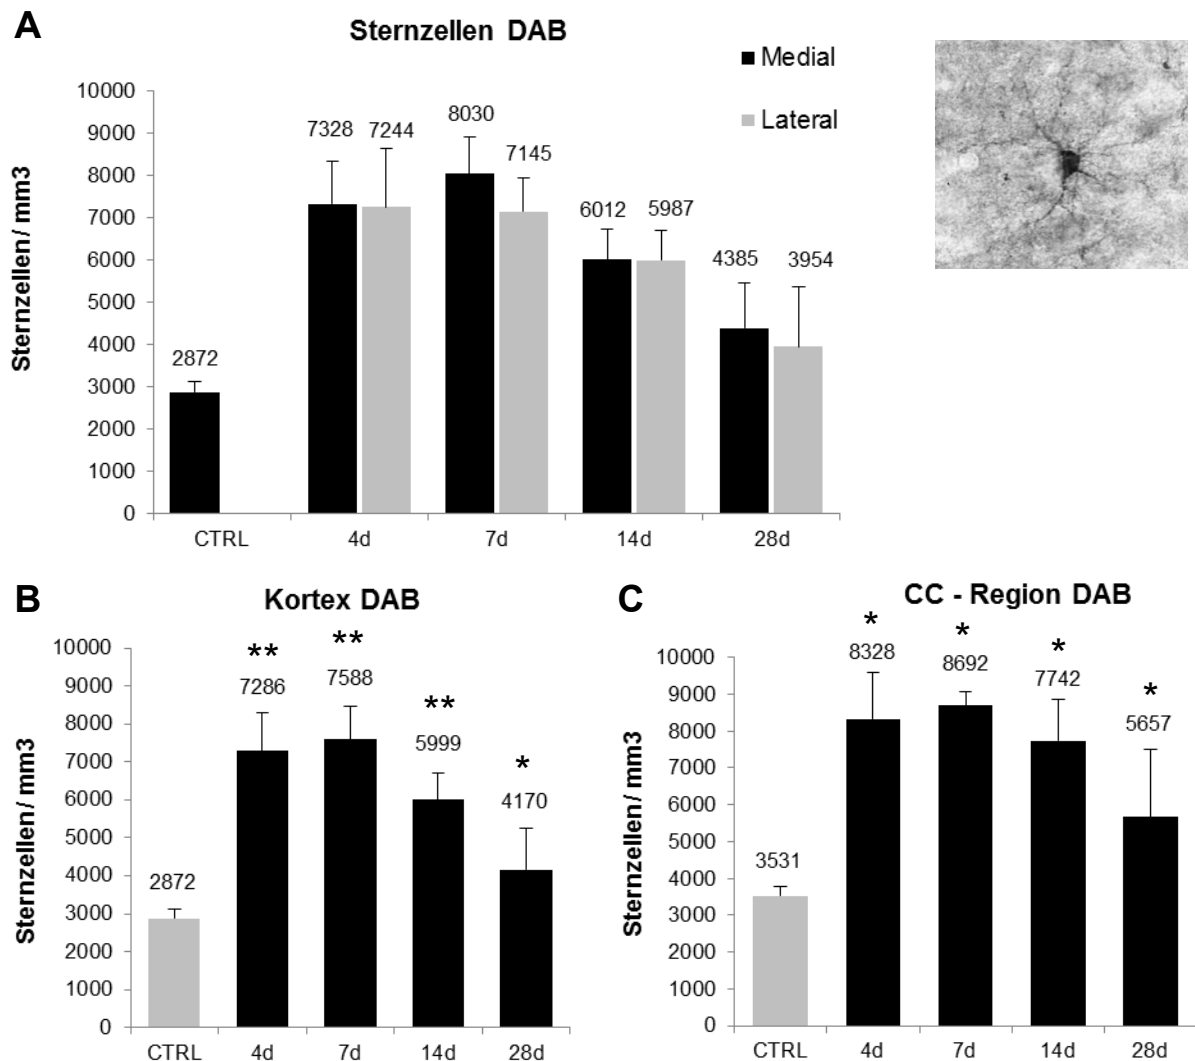 A
Sternzellen DAB
Medial
Lateral
Sternzellen/ mm3
10000
9000
8000
7000
6000
5000
4000
3000
2000
1000
0
2872
7328
7244
8030
7145
6012
5987
4385
3954
CTRL
4d
7d
14d
28d
B
Kortex DAB
Sternzellen/ mm3
10000
9000
8000
7000
6000
5000
4000
3000
2000
1000
0
2872
**
7286
**
7588
**
5999
*
4170
CTRL
4d
7d
14d
28d
C
CC - Region DAB
Sternzellen/ mm3
10000
9000
8000
7000
6000
5000
4000
3000
2000
1000
0
3531
*
8328
*
8692
*
7742
*
5657
CTRL
4d
7d
14d
28d